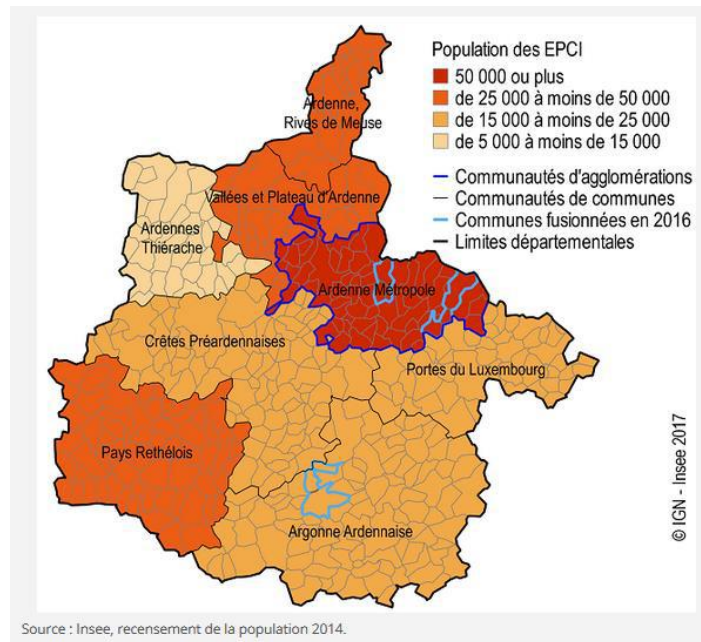 Population des EPCI
50 000 ou plus
de 25 000 à moins de 50 000
de 15 000 à moins de 25 000
de 5 000 à moins de 15 000
Communautés d'agglomérations
Communautés de communes
Communes fusionnées en 2016
Limites départementales
Ardenne,
Rives de Meuse
Vallées et Plateau d'Ardenne
Ardennes
Thiérache
Ardenne Métropole
Crêtes Préardennaises
Portes du Luxembourg
Pays Rethélois
Argonne Ardennaise
© IGN - Insee 2017
Source : Insee, recensement de la population 2014.